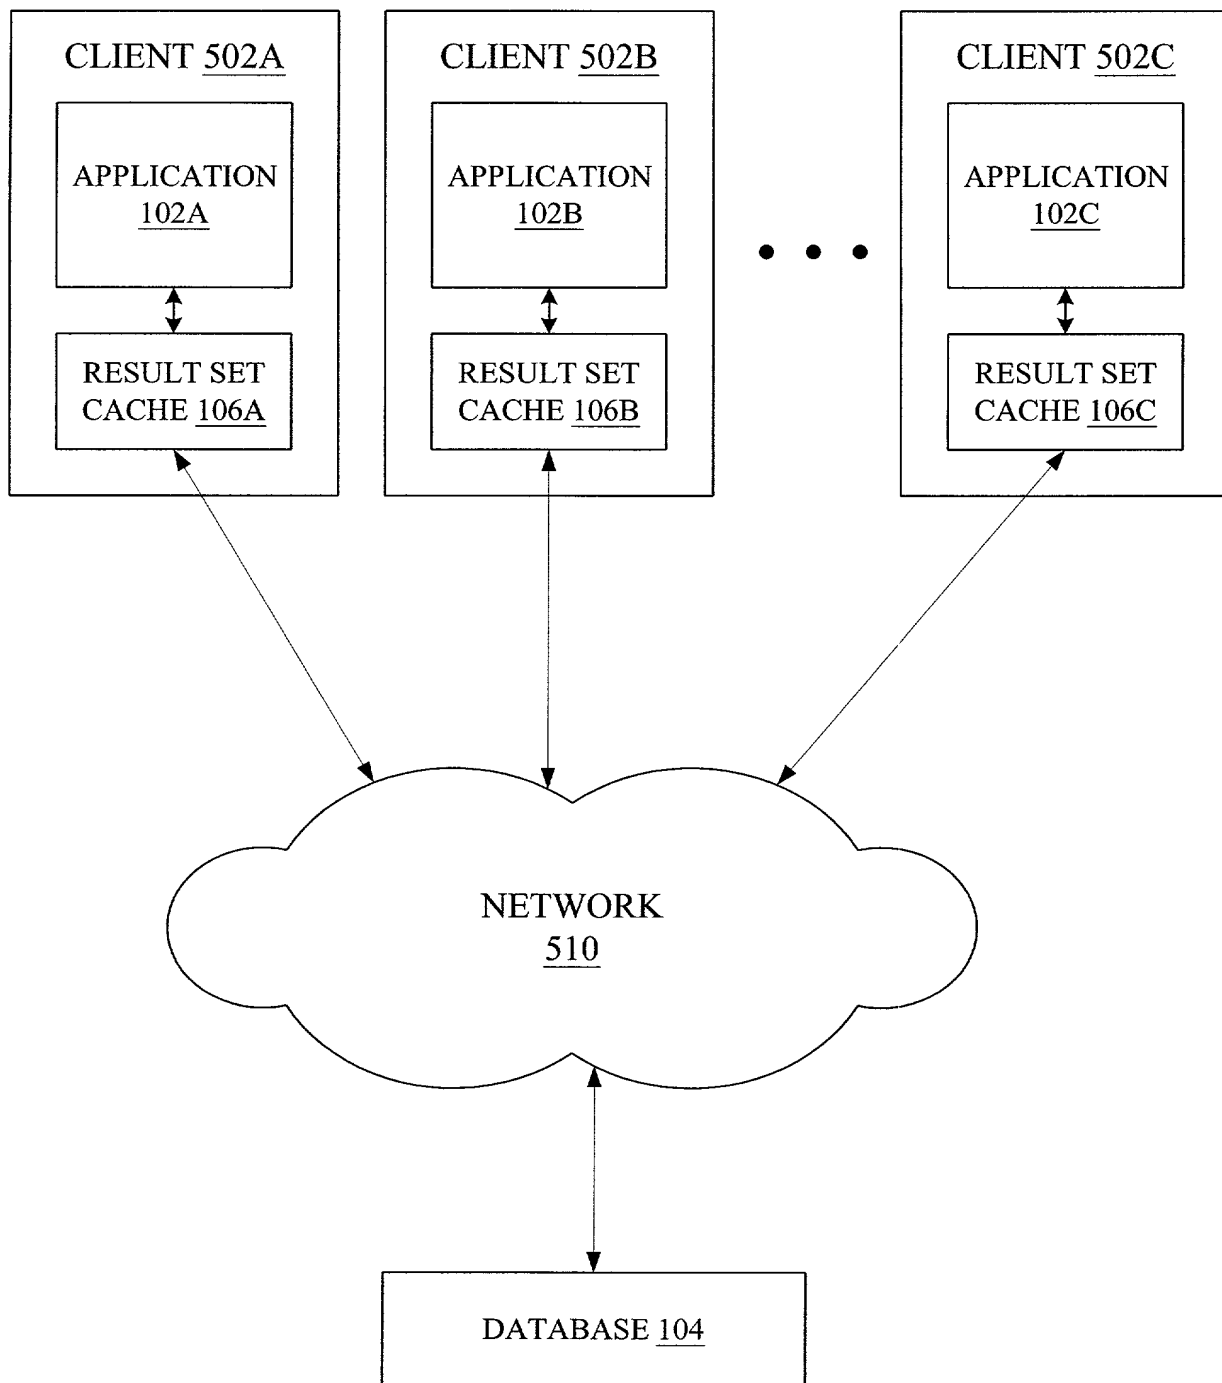 CLIENT 502A
APPLICATION
102A
RESULT SET
CACHE 106A
CLIENT 502B
APPLICATION
102B
RESULT SET
CACHE 106B
CLIENT 502C
APPLICATION
102C
RESULT SET
CACHE 106C
NETWORK
510
DATABASE 104